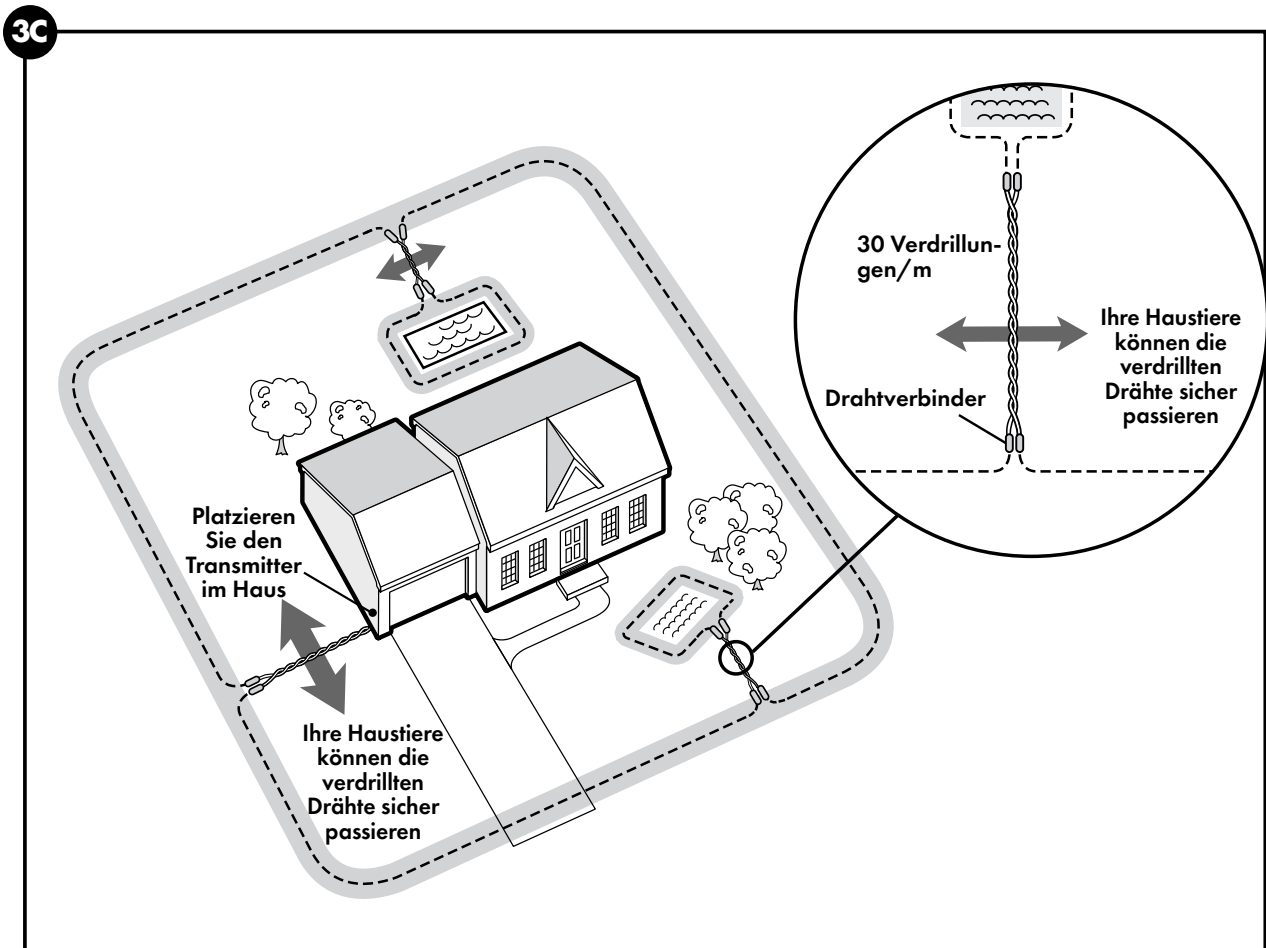 3C
30 Verdrillun-
gen/m
Ihre Haustiere
können die
verdrillten
Drähte sicher
passieren
Drahtverbinder
Platzieren
Sie den
Transmitter
im Haus
Ihre Haustiere
können die
verdrillten
Drähte sicher
passieren